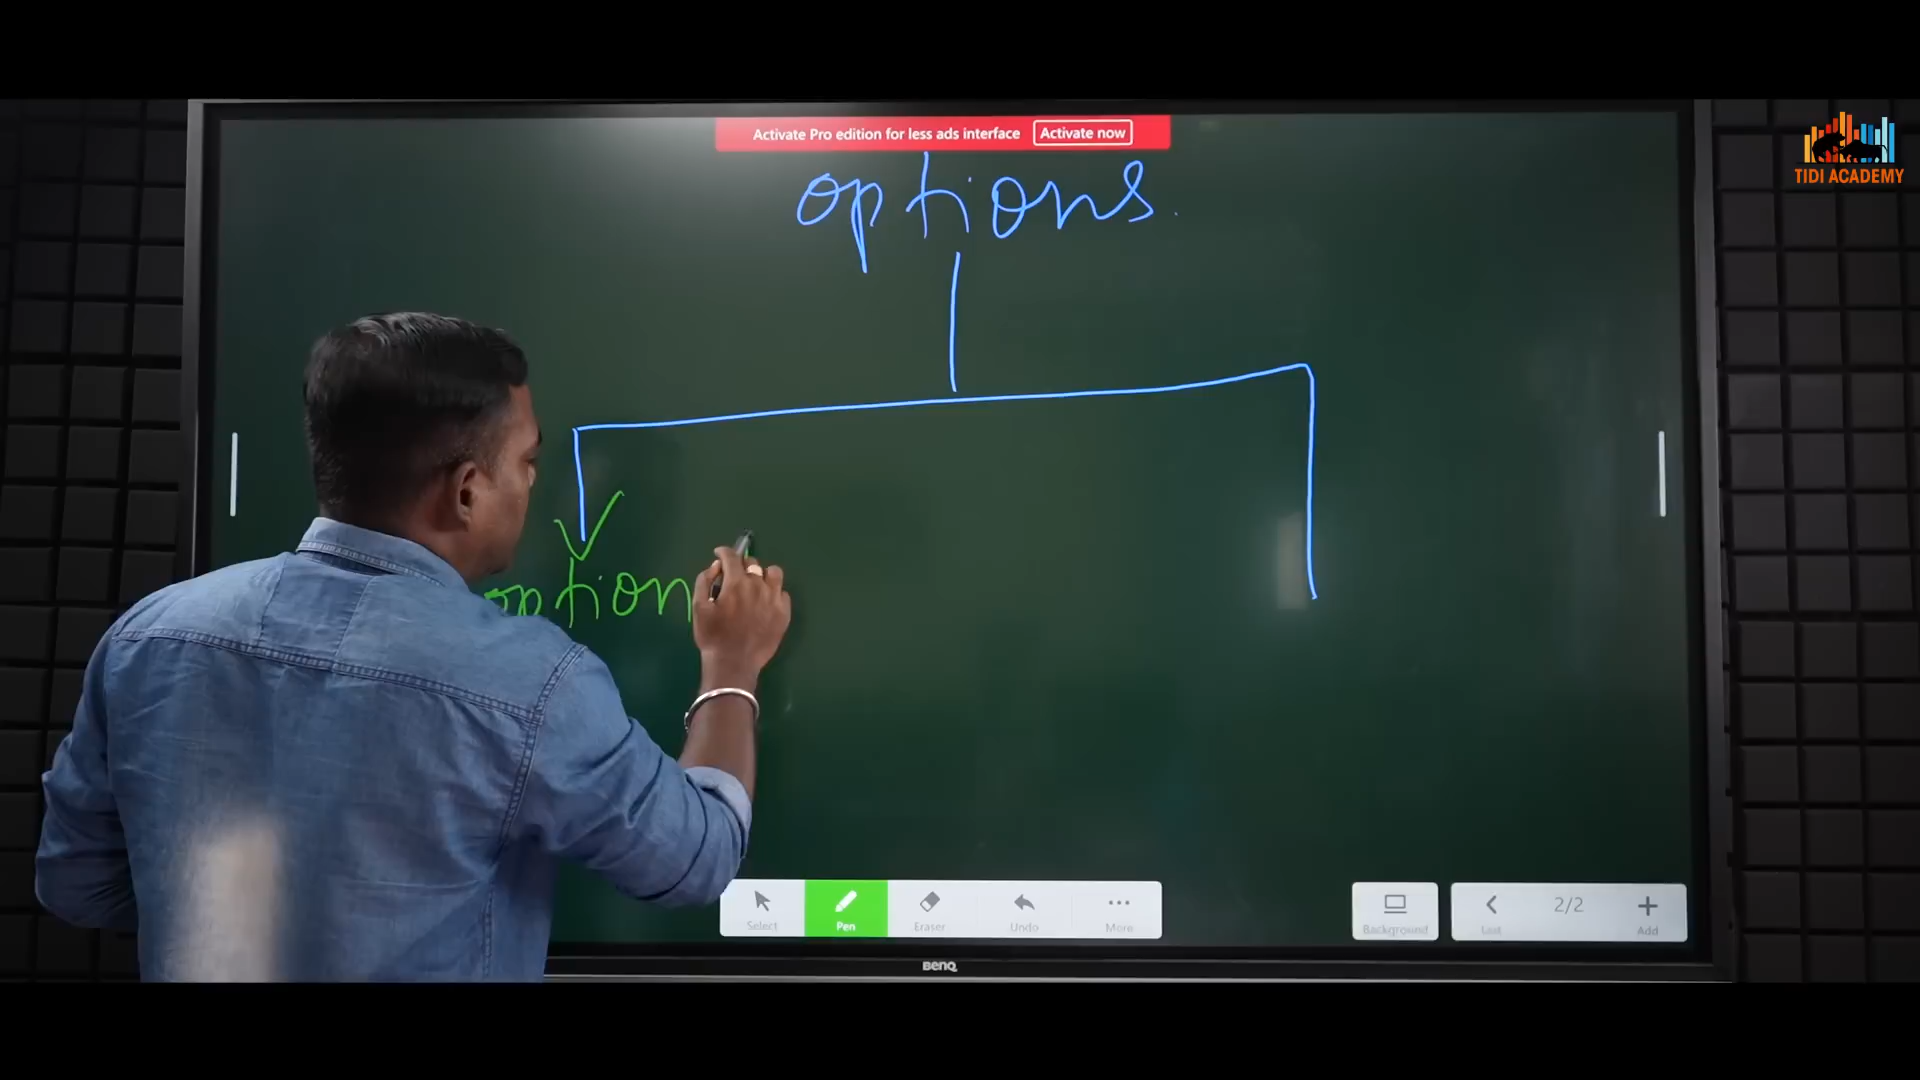 TIDI ACADEMY
Activate Pro edition for less ads interface Activate now
options.
option
Select Pen Eraser Undo More
Background
Last 2/2 Add
BenQ